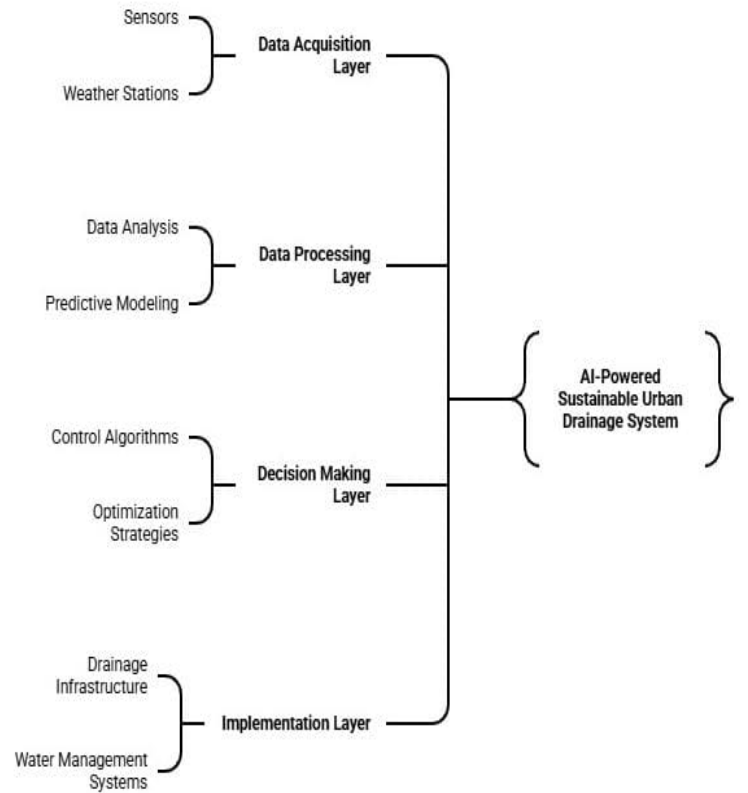 Sensors
Data Acquisition
Layer
Weather Stations
Data Analysis
Data Processing
Layer
Predictive Modeling
AI-Powered
Sustainable Urban
Drainage System
Control Algorithms
Decision Making
Layer
Optimization
Strategies
Drainage
Infrastructure
Implementation Layer
Water Management
Systems